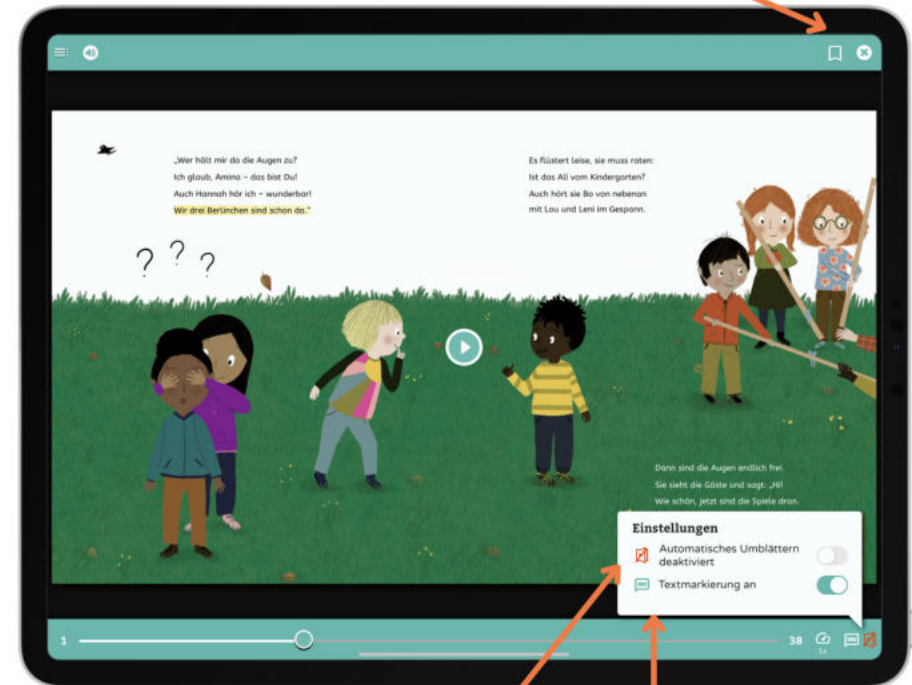 „Wer hält mir da die Augen zu?
Ich glaub, Amina – das bist Du!
Auch Hannah hör ich – wunderbar!
Wir drei Berlinchen sind schon da."
? ? ?
Es flüstert leise, sie muss raten:
Ist das Ali vom Kindergarten?
Auch hört sie Bo von nebenan
mit Lou und Leni im Gespann.
Dann sind die Augen endlich frei.
Sie sieht die Gäste und sagt: „Hi!
Wie schön, jetzt sind die Spiele dran.
Einstellungen
Automatisches Umblättern
deaktiviert
Textmarkierung an
1
38
1x